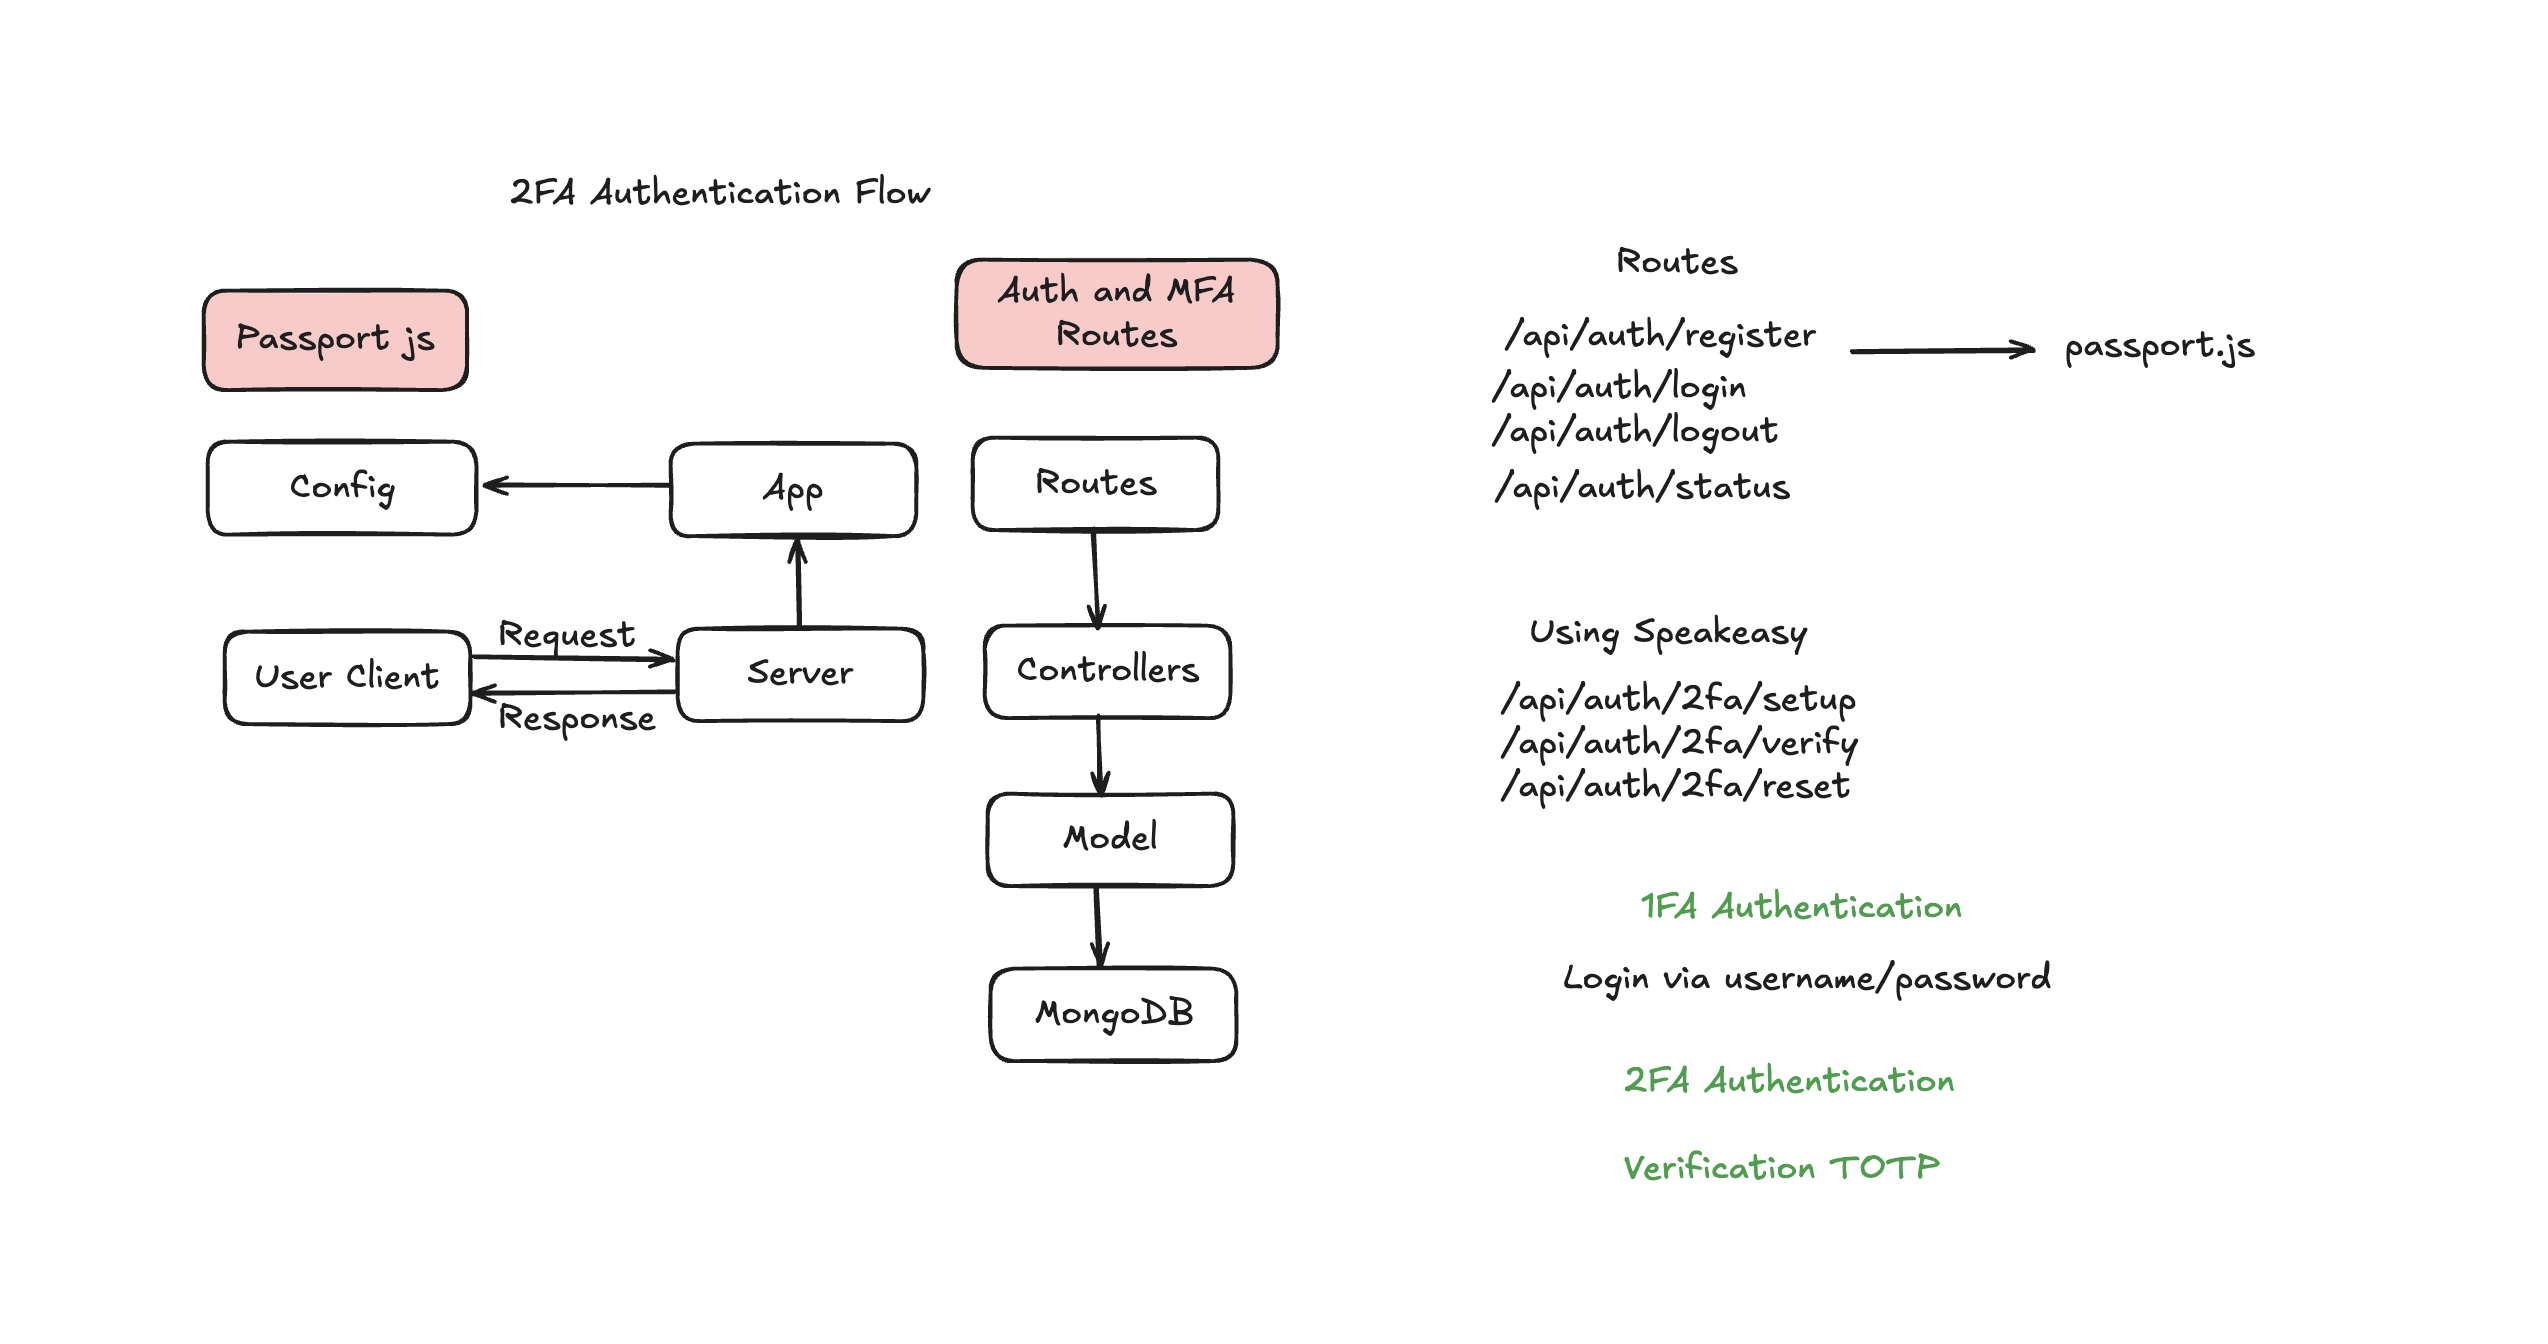 2FA Authentication Flow
Passport js
Auth and MFA
Routes
Config
App
Routes
Request
User Client
Server
Response
Controllers
Model
MongoDB
Routes
/api/auth/register
passport.js
/api/auth/login
/api/auth/logout
/api/auth/status
Using Speakeasy
/api/auth/2fa/setup
/api/auth/2fa/verify
/api/auth/2fa/reset
1FA Authentication
Login via username/password
2FA Authentication
Verification TOTP